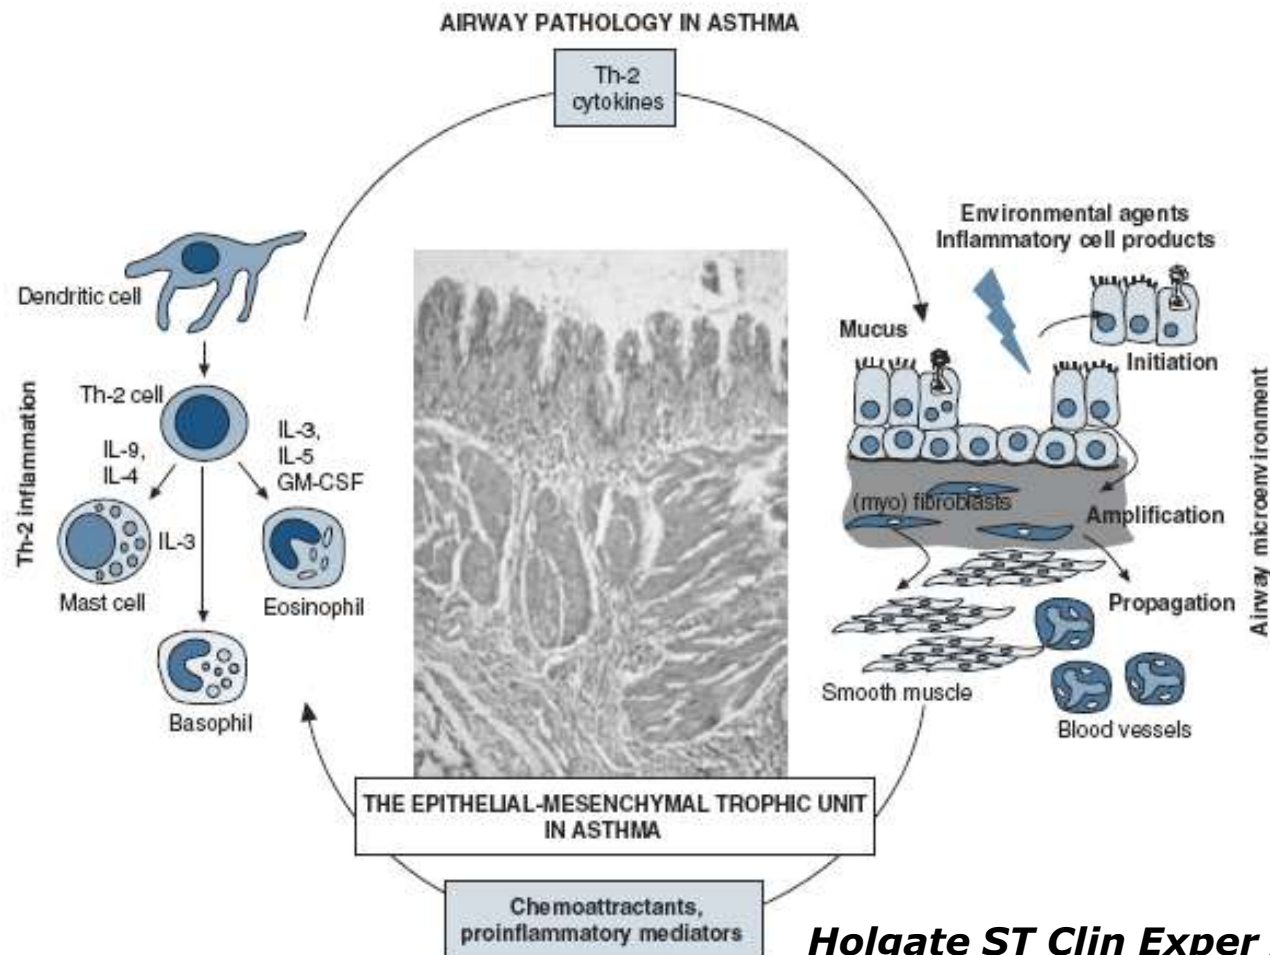 AIRWAY PATHOLOGY IN ASTHMA
Th-2
cytokines
Dendritic cell
Th-2 cell
IL-9,
IL-4
IL-3,
IL-5
GM-CSF
IL-3
Mast cell
Eosinophil
Basophil
Th-2 inflammation
Environmental agents
Inflammatory cell products
Mucus
Initiation
(myo) fibroblasts
Amplification
Propagation
Smooth muscle
Blood vessels
Airway microenvironment
THE EPITHELIAL-MESENCHYMAL TROPHIC UNIT
IN ASTHMA
Chemoattractants,
proinflammatory mediators
Holgate ST Clin Exper